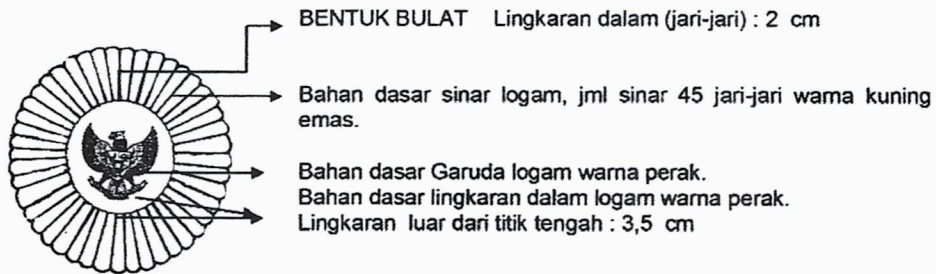 BENTUK BULAT Lingkaran dalam (jari-jari) : 2 cm
Bahan dasar sinar logam, jml sinar 45 jari-jari warna kuning
emas.
Bahan dasar Garuda logam warna perak.
Bahan dasar lingkaran dalam logam warna perak.
Lingkaran luar dari titik tengah : 3,5 cm